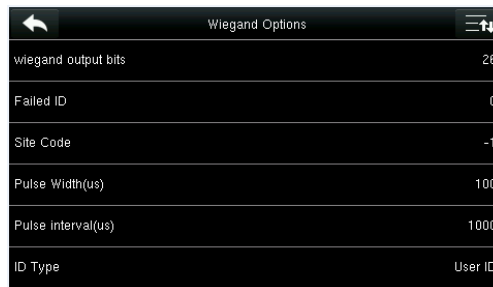 Wiegand Options
wiegand output bits 26
Failed ID 0
Site Code -1
Pulse Width(us) 100
Pulse interval(us) 1000
ID Type User ID